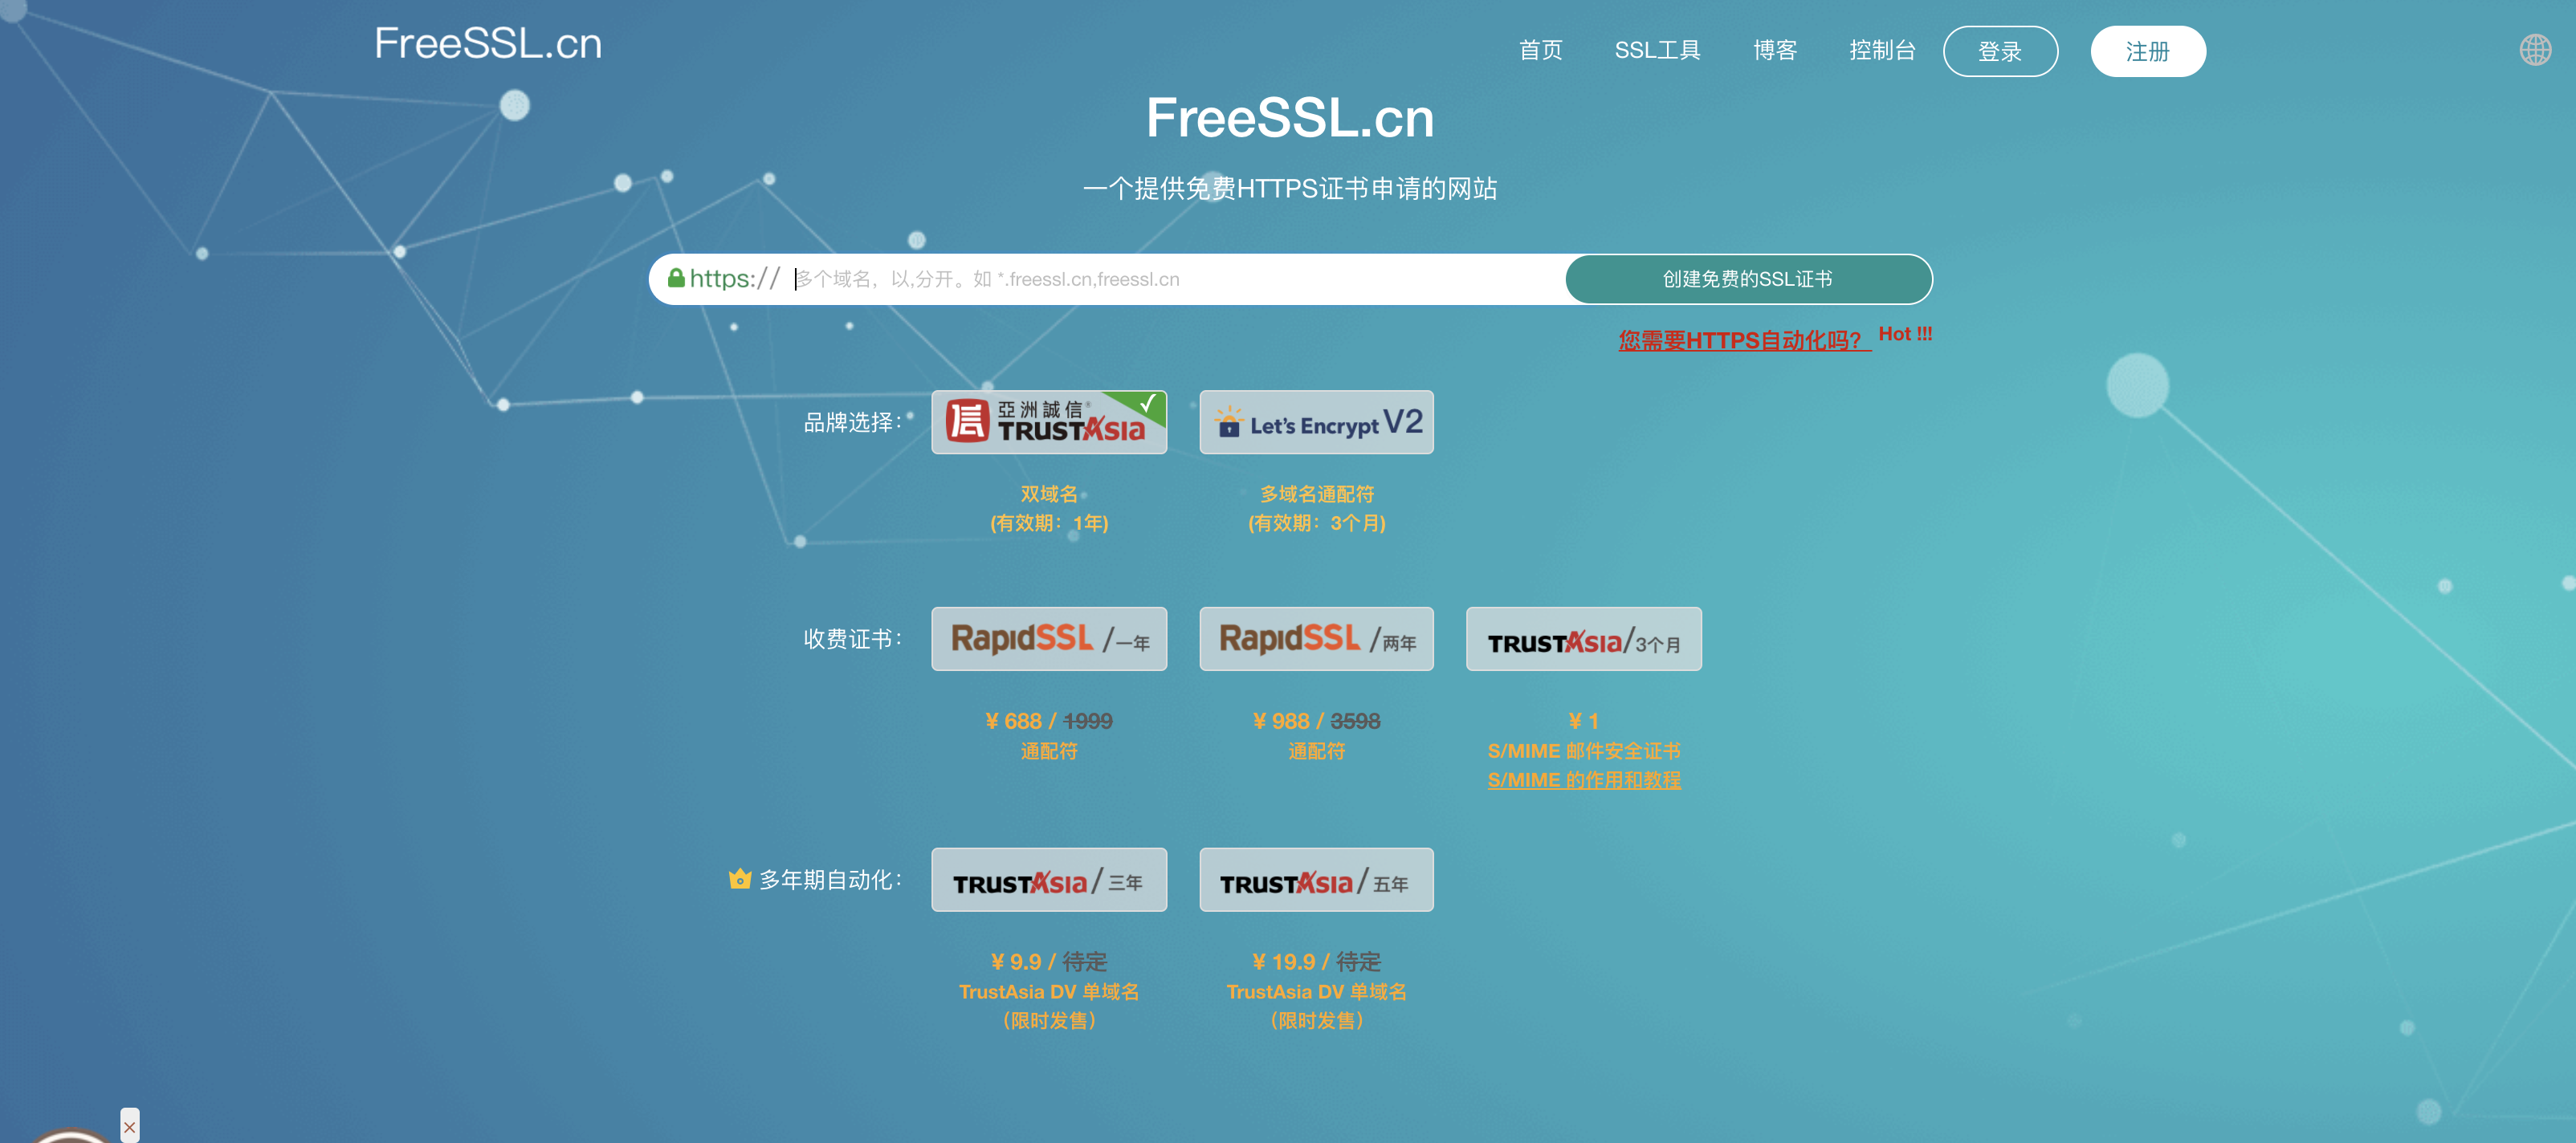 FreeSSL.cn
首页 SSL工具 博客 控制台 登录 注册
FreeSSL.cn
一个提供免费HTTPS证书申请的网站
https:// 多个域名，以,分开。如 *.freessl.cn,freessl.cn 创建免费的SSL证书
您需要HTTPS自动化吗？ Hot !!!
品牌选择： 信 亞洲誠信® TRUSTAsia Let's Encrypt V2
双域名 多域名通配符
(有效期：1年) (有效期：3个月)
收费证书： RapidSSL /一年 RapidSSL /两年 TRUSTAsia/3个月
¥ 688 / 1999 ¥ 988 / 3598 ¥ 1
通配符 通配符 S/MIME 邮件安全证书
S/MIME 的作用和教程
多年期自动化： TRUSTAsia / 三年 TRUSTAsia / 五年
¥ 9.9 / 待定 ¥ 19.9 / 待定
TrustAsia DV 单域名 TrustAsia DV 单域名
（限时发售） （限时发售）